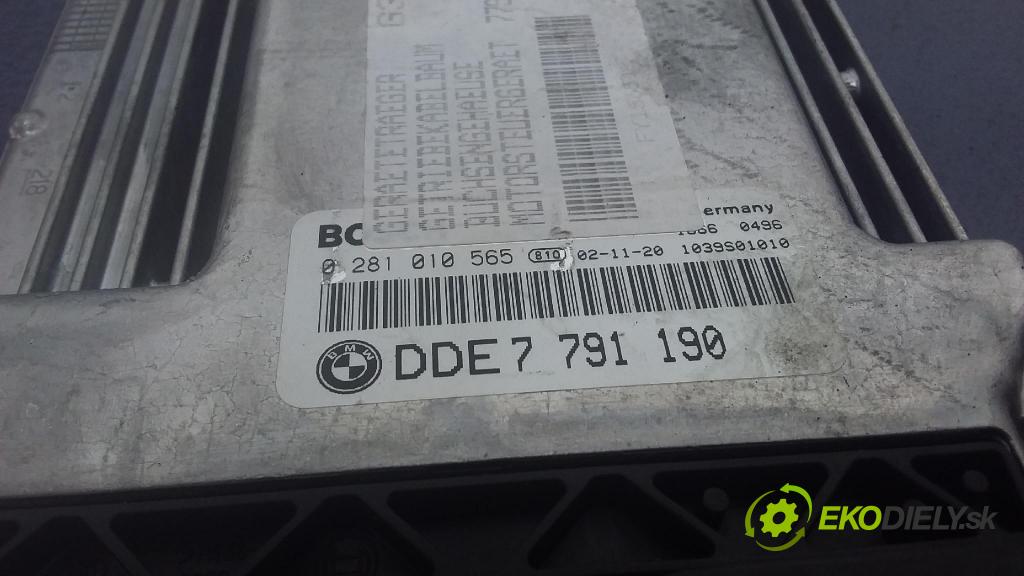 GERAETETRAEGER
GETRIEBEKABELBAUM
BUCHSENGEHAEUSE
MOTORSTEUERGERAET
ermany
0496
0 281 010 565 810 02-11-20 1039S01010
BMW
DDE 7 791 190
EKODIELY.sk